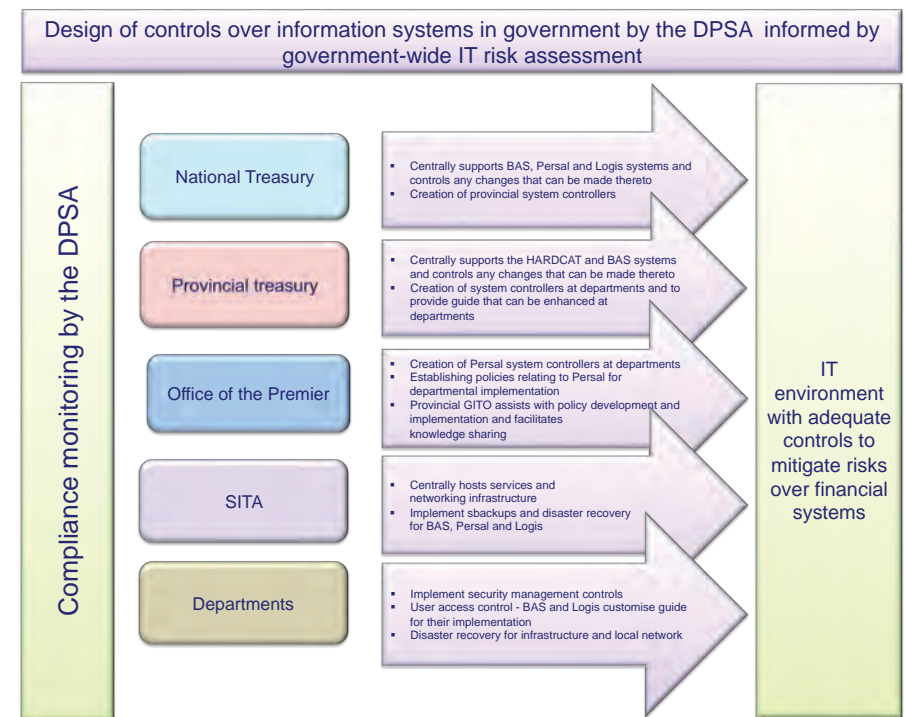 Design of controls over information systems in government by the DPSA informed by
government-wide IT risk assessment
Compliance monitoring by the DPSA
National Treasury
▪ Centrally supports BAS, Persal and Logis systems and
controls any changes that can be made thereto
▪ Creation of provincial system controllers
Provincial treasury
▪ Centrally supports the HARDCAT and BAS systems
and controls any changes that can be made thereto
▪ Creation of system controllers at departments and to
provide guide that can be enhanced at
departments
Office of the Premier
▪ Creation of Persal system controllers at departments
▪ Establishing policies relating to Persal for
departmental implementation
▪ Provincial GITO assists with policy development and
implementation and facilitates
knowledge sharing
SITA
▪ Centrally hosts services and
networking infrastructure
▪ Implement sbackups and disaster recovery
for BAS, Persal and Logis
Departments
▪ Implement security management controls
▪ User access control - BAS and Logis customise guide
for their implementation
▪ Disaster recovery for infrastructure and local network
IT
environment
with adequate
controls to
mitigate risks
over financial
systems